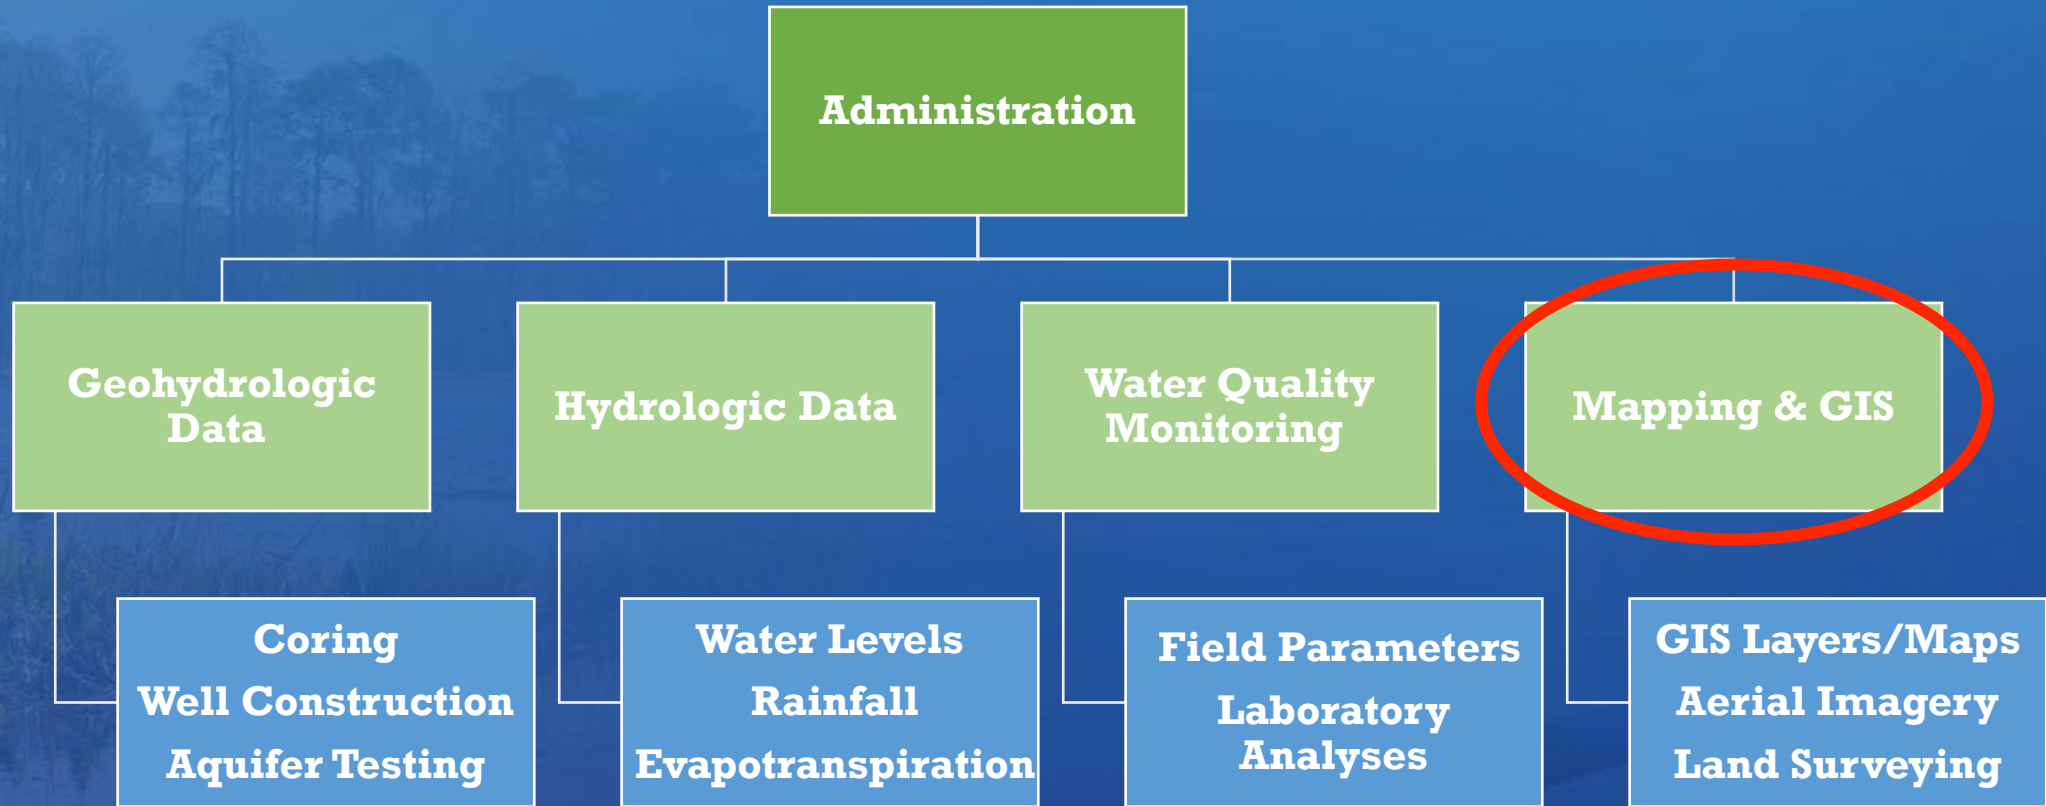 Administration
Geohydrologic
Data
Hydrologic Data
Water Quality
Monitoring
Mapping & GIS
Coring
Well Construction
Aquifer Testing
Water Levels
Rainfall
Evapotranspiration
Field Parameters
Laboratory
Analyses
GIS Layers/Maps
Aerial Imagery
Land Surveying